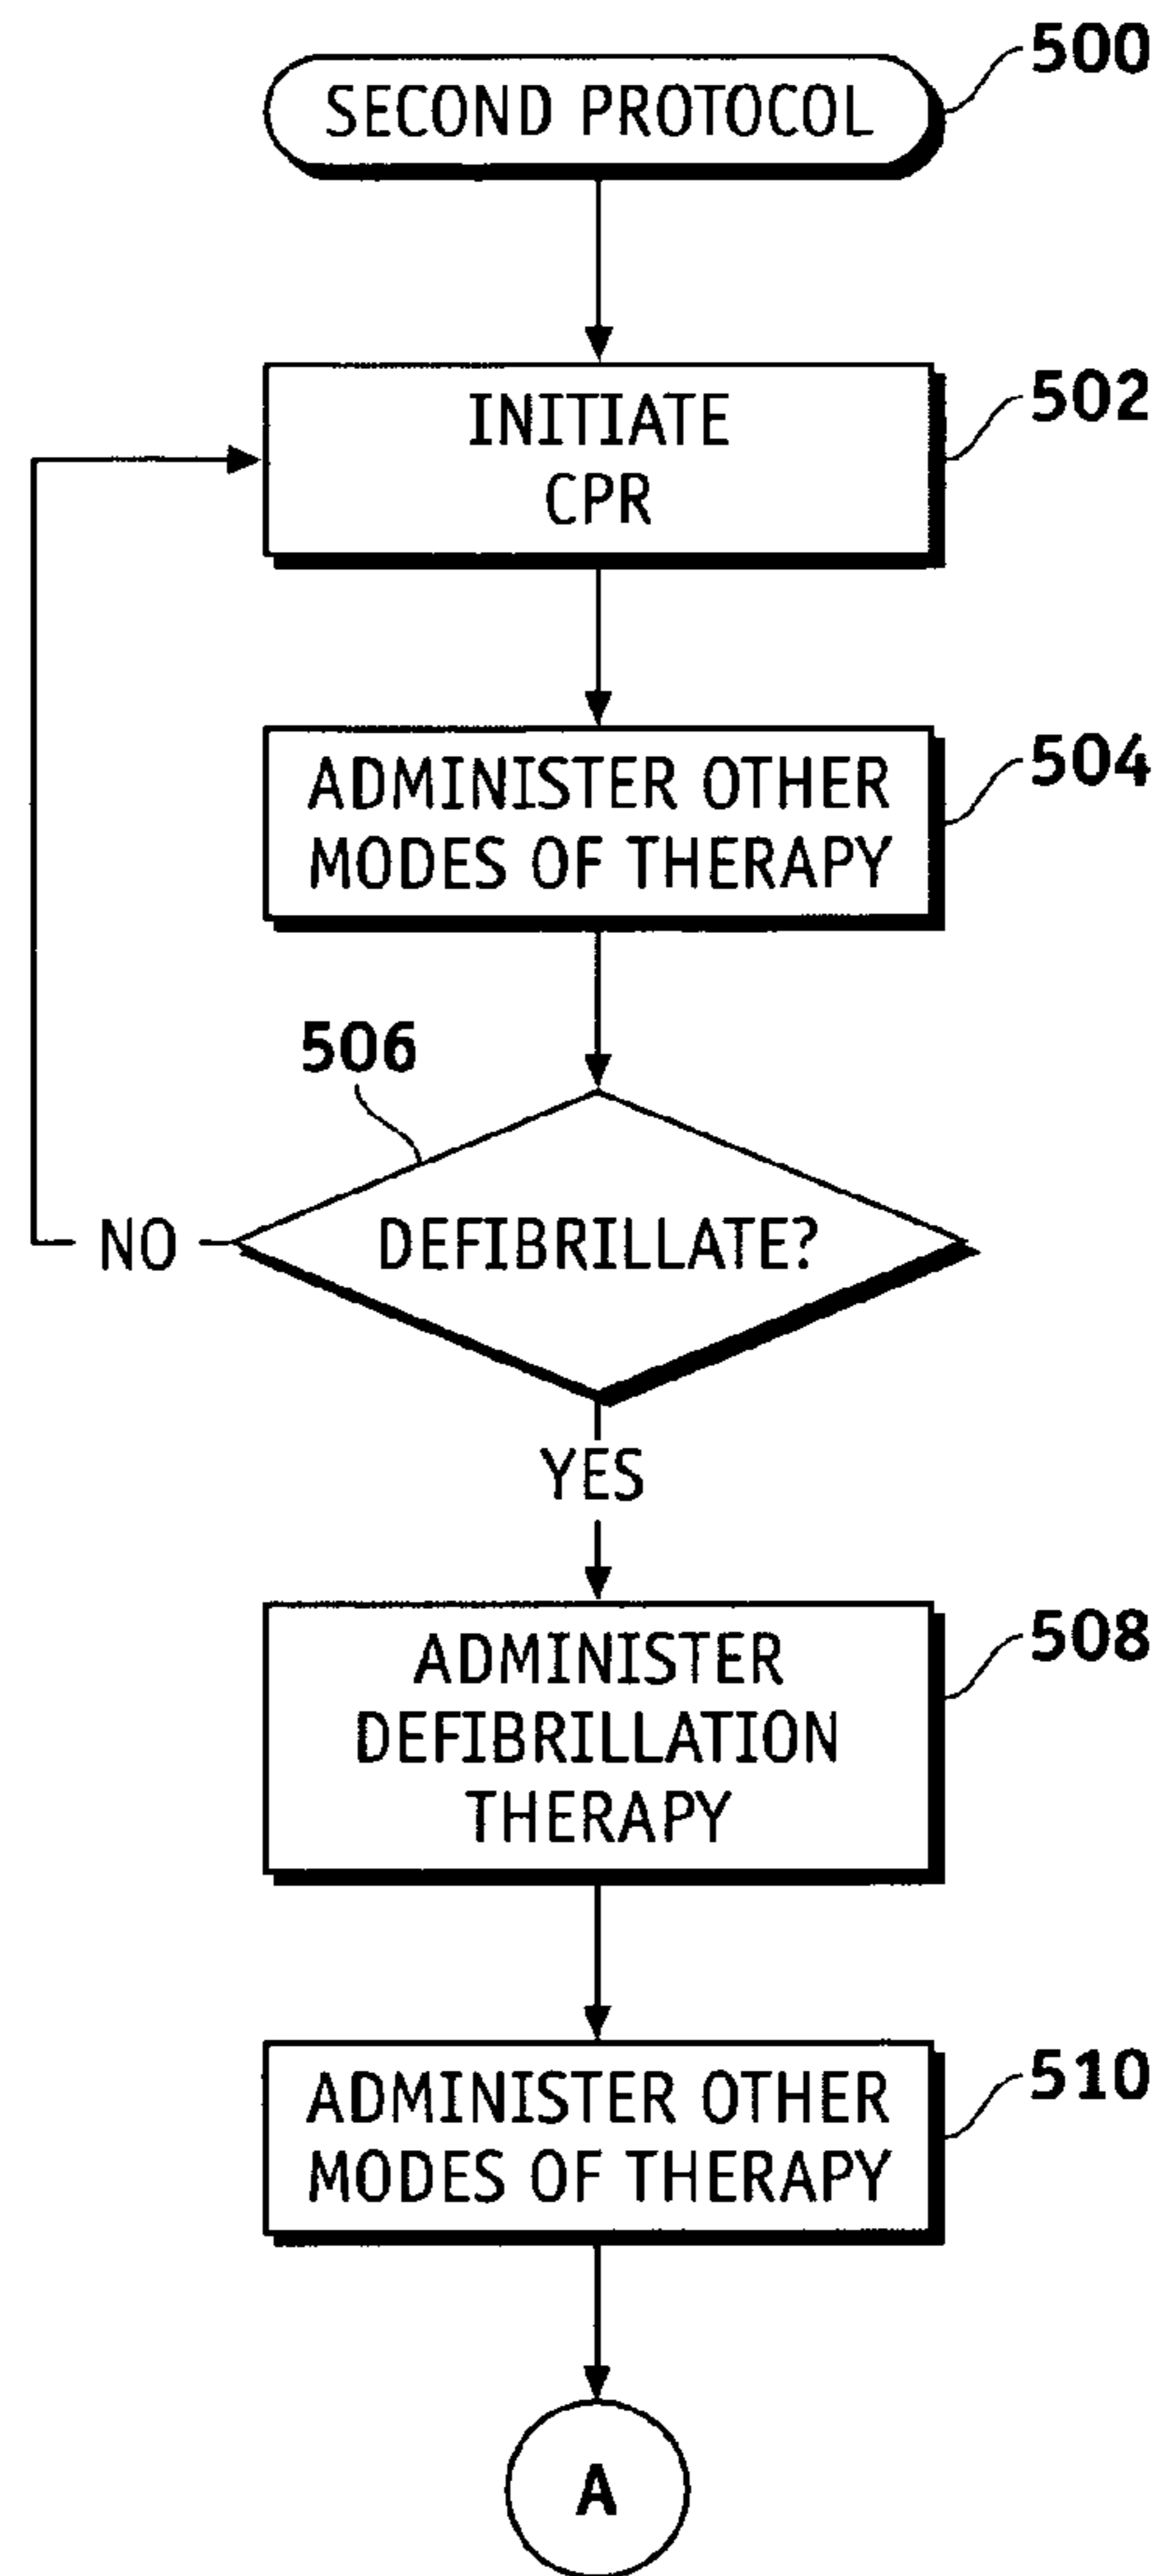 500
SECOND PROTOCOL
502
INITIATE
CPR
504
ADMINISTER OTHER
MODES OF THERAPY
506
DEFIBRILLATE?
NO
YES
508
ADMINISTER
DEFIBRILLATION
THERAPY
510
ADMINISTER OTHER
MODES OF THERAPY
A